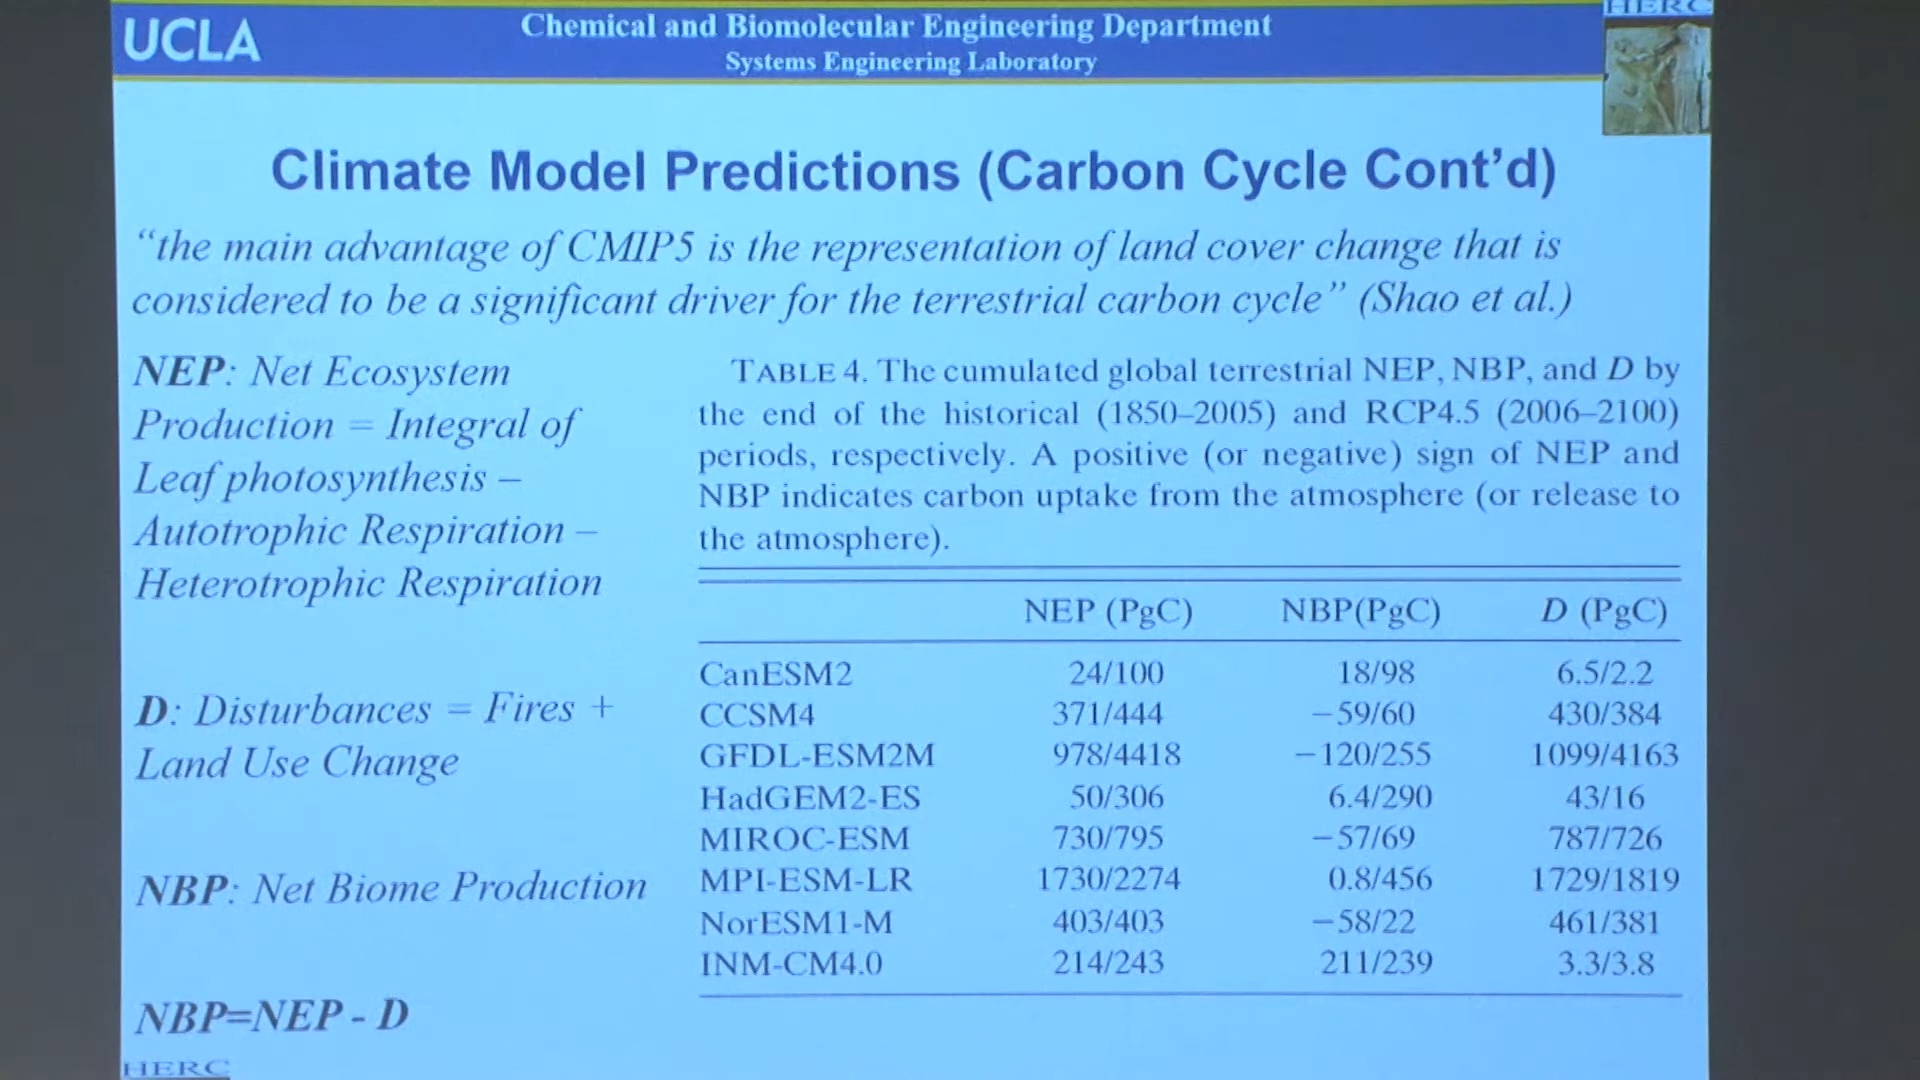 UCLA
Chemical and Biomolecular Engineering Department
Systems Engineering Laboratory
HERC
Climate Model Predictions (Carbon Cycle Cont’d)
“the main advantage of CMIP5 is the representation of land cover change that is
considered to be a significant driver for the terrestrial carbon cycle” (Shao et al.)
NEP: Net Ecosystem
Production = Integral of
Leaf photosynthesis –
Autotrophic Respiration –
Heterotrophic Respiration
D: Disturbances = Fires +
Land Use Change
NBP: Net Biome Production
NBP=NEP - D
TABLE 4. The cumulated global terrestrial NEP, NBP, and D by
the end of the historical (1850–2005) and RCP4.5 (2006–2100)
periods, respectively. A positive (or negative) sign of NEP and
NBP indicates carbon uptake from the atmosphere (or release to
the atmosphere).
NEP (PgC) NBP(PgC) D (PgC)
CanESM2 24/100 18/98 6.5/2.2
CCSM4 371/444 −59/60 430/384
GFDL-ESM2M 978/4418 −120/255 1099/4163
HadGEM2-ES 50/306 6.4/290 43/16
MIROC-ESM 730/795 −57/69 787/726
MPI-ESM-LR 1730/2274 0.8/456 1729/1819
NorESM1-M 403/403 −58/22 461/381
INM-CM4.0 214/243 211/239 3.3/3.8
HERC